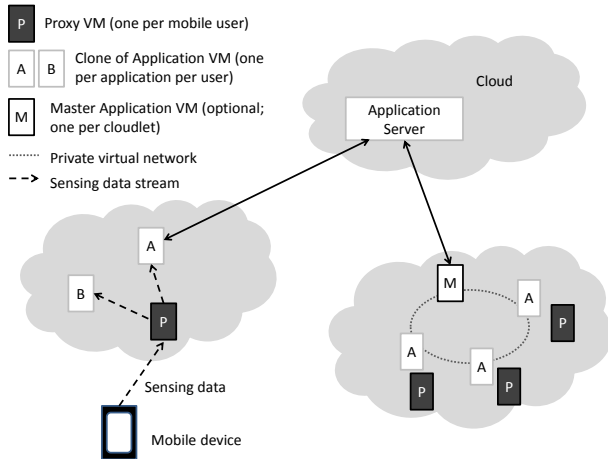 P Proxy VM (one per mobile user)
A B Clone of Application VM (one
per application per user)
M Master Application VM (optional;
one per cloudlet)
Private virtual network
Sensing data stream
Cloud
Application
Server
A
B
P
Sensing data
Mobile device
M
A
P
A
P
A
P